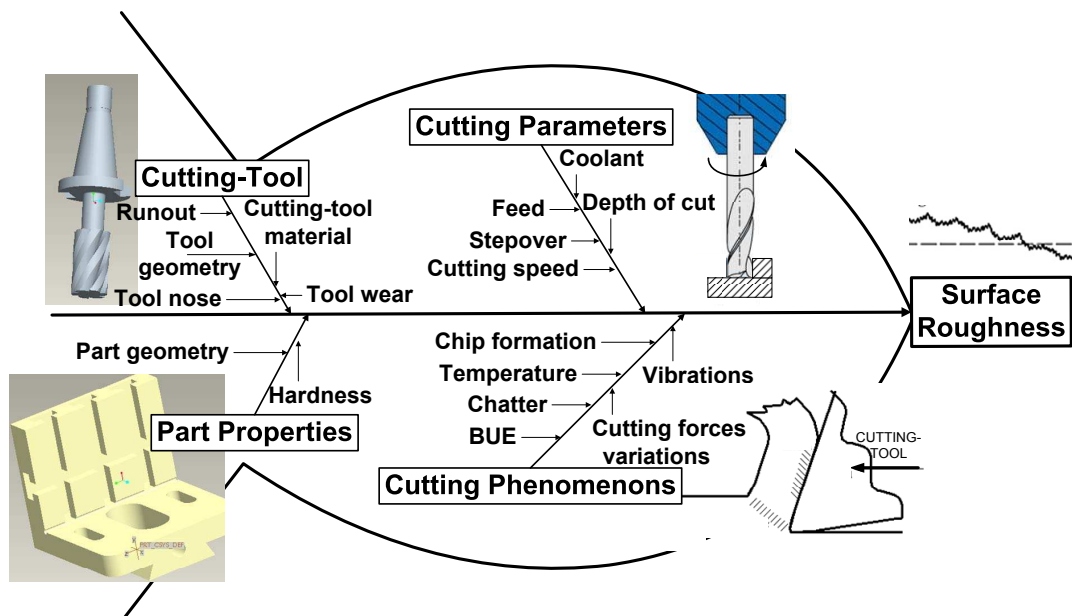 Cutting Parameters
Coolant
Feed
Depth of cut
Stepover
Cutting speed
Cutting-Tool
Runout
Cutting-tool
material
Tool
geometry
Tool nose
Tool wear
Surface
Roughness
Part geometry
Hardness
Part Properties
Chip formation
Temperature
Vibrations
Chatter
BUE
Cutting forces
variations
Cutting Phenomenons
CUTTING-
TOOL